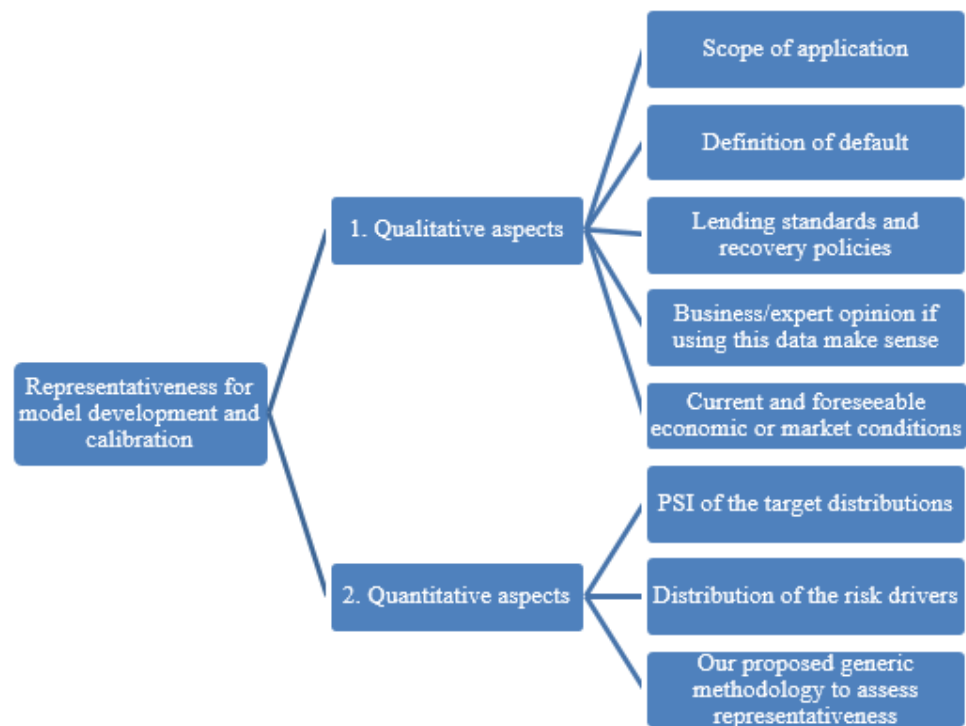 Scope of application
Definition of default
Lending standards and
recovery policies
1. Qualitative aspects
Business/expert opinion if
using this data make sense
Current and foreseeable
economic or market conditions
Representativeness for
model development and
calibration
PSI of the target distributions
2. Quantitative aspects
Distribution of the risk drivers
Our proposed generic
methodology to assess
representativeness